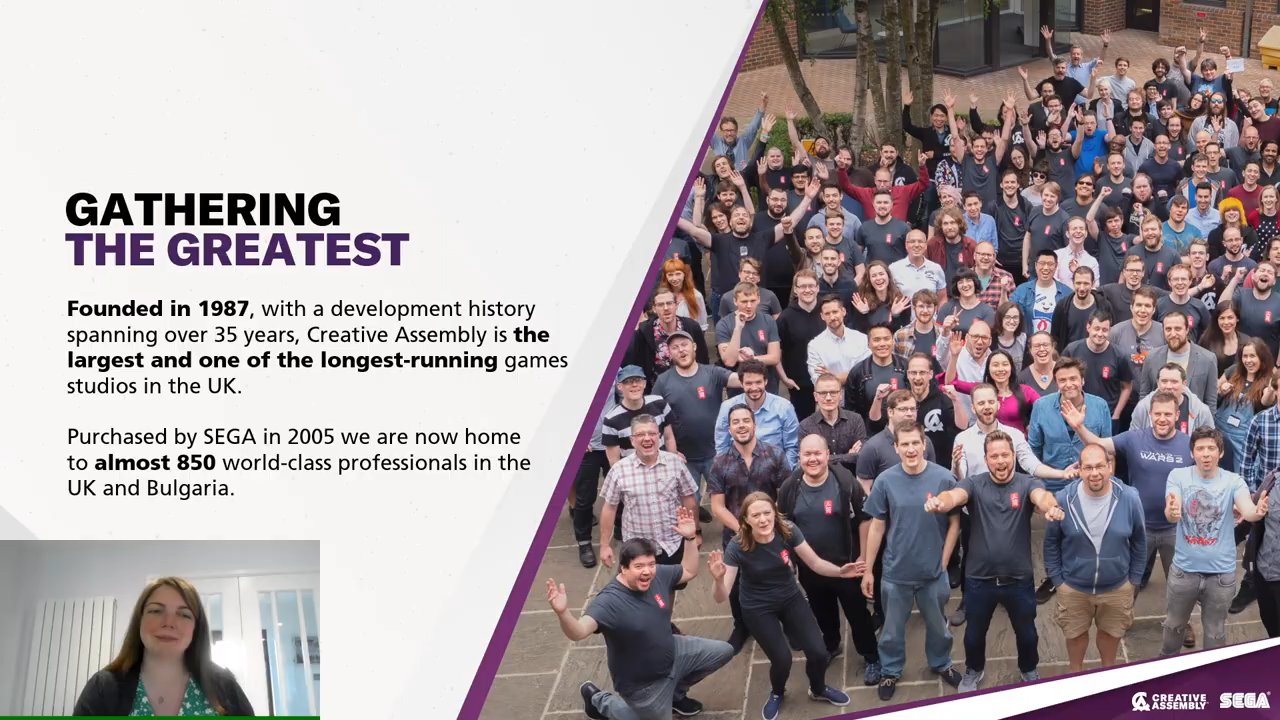 GATHERING
THE GREATEST
Founded in 1987, with a development history
spanning over 35 years, Creative Assembly is the
largest and one of the longest-running games
studios in the UK.
Purchased by SEGA in 2005 we are now home
to almost 850 world-class professionals in the
UK and Bulgaria.
CREATIVE
ASSEMBLY
SEGA